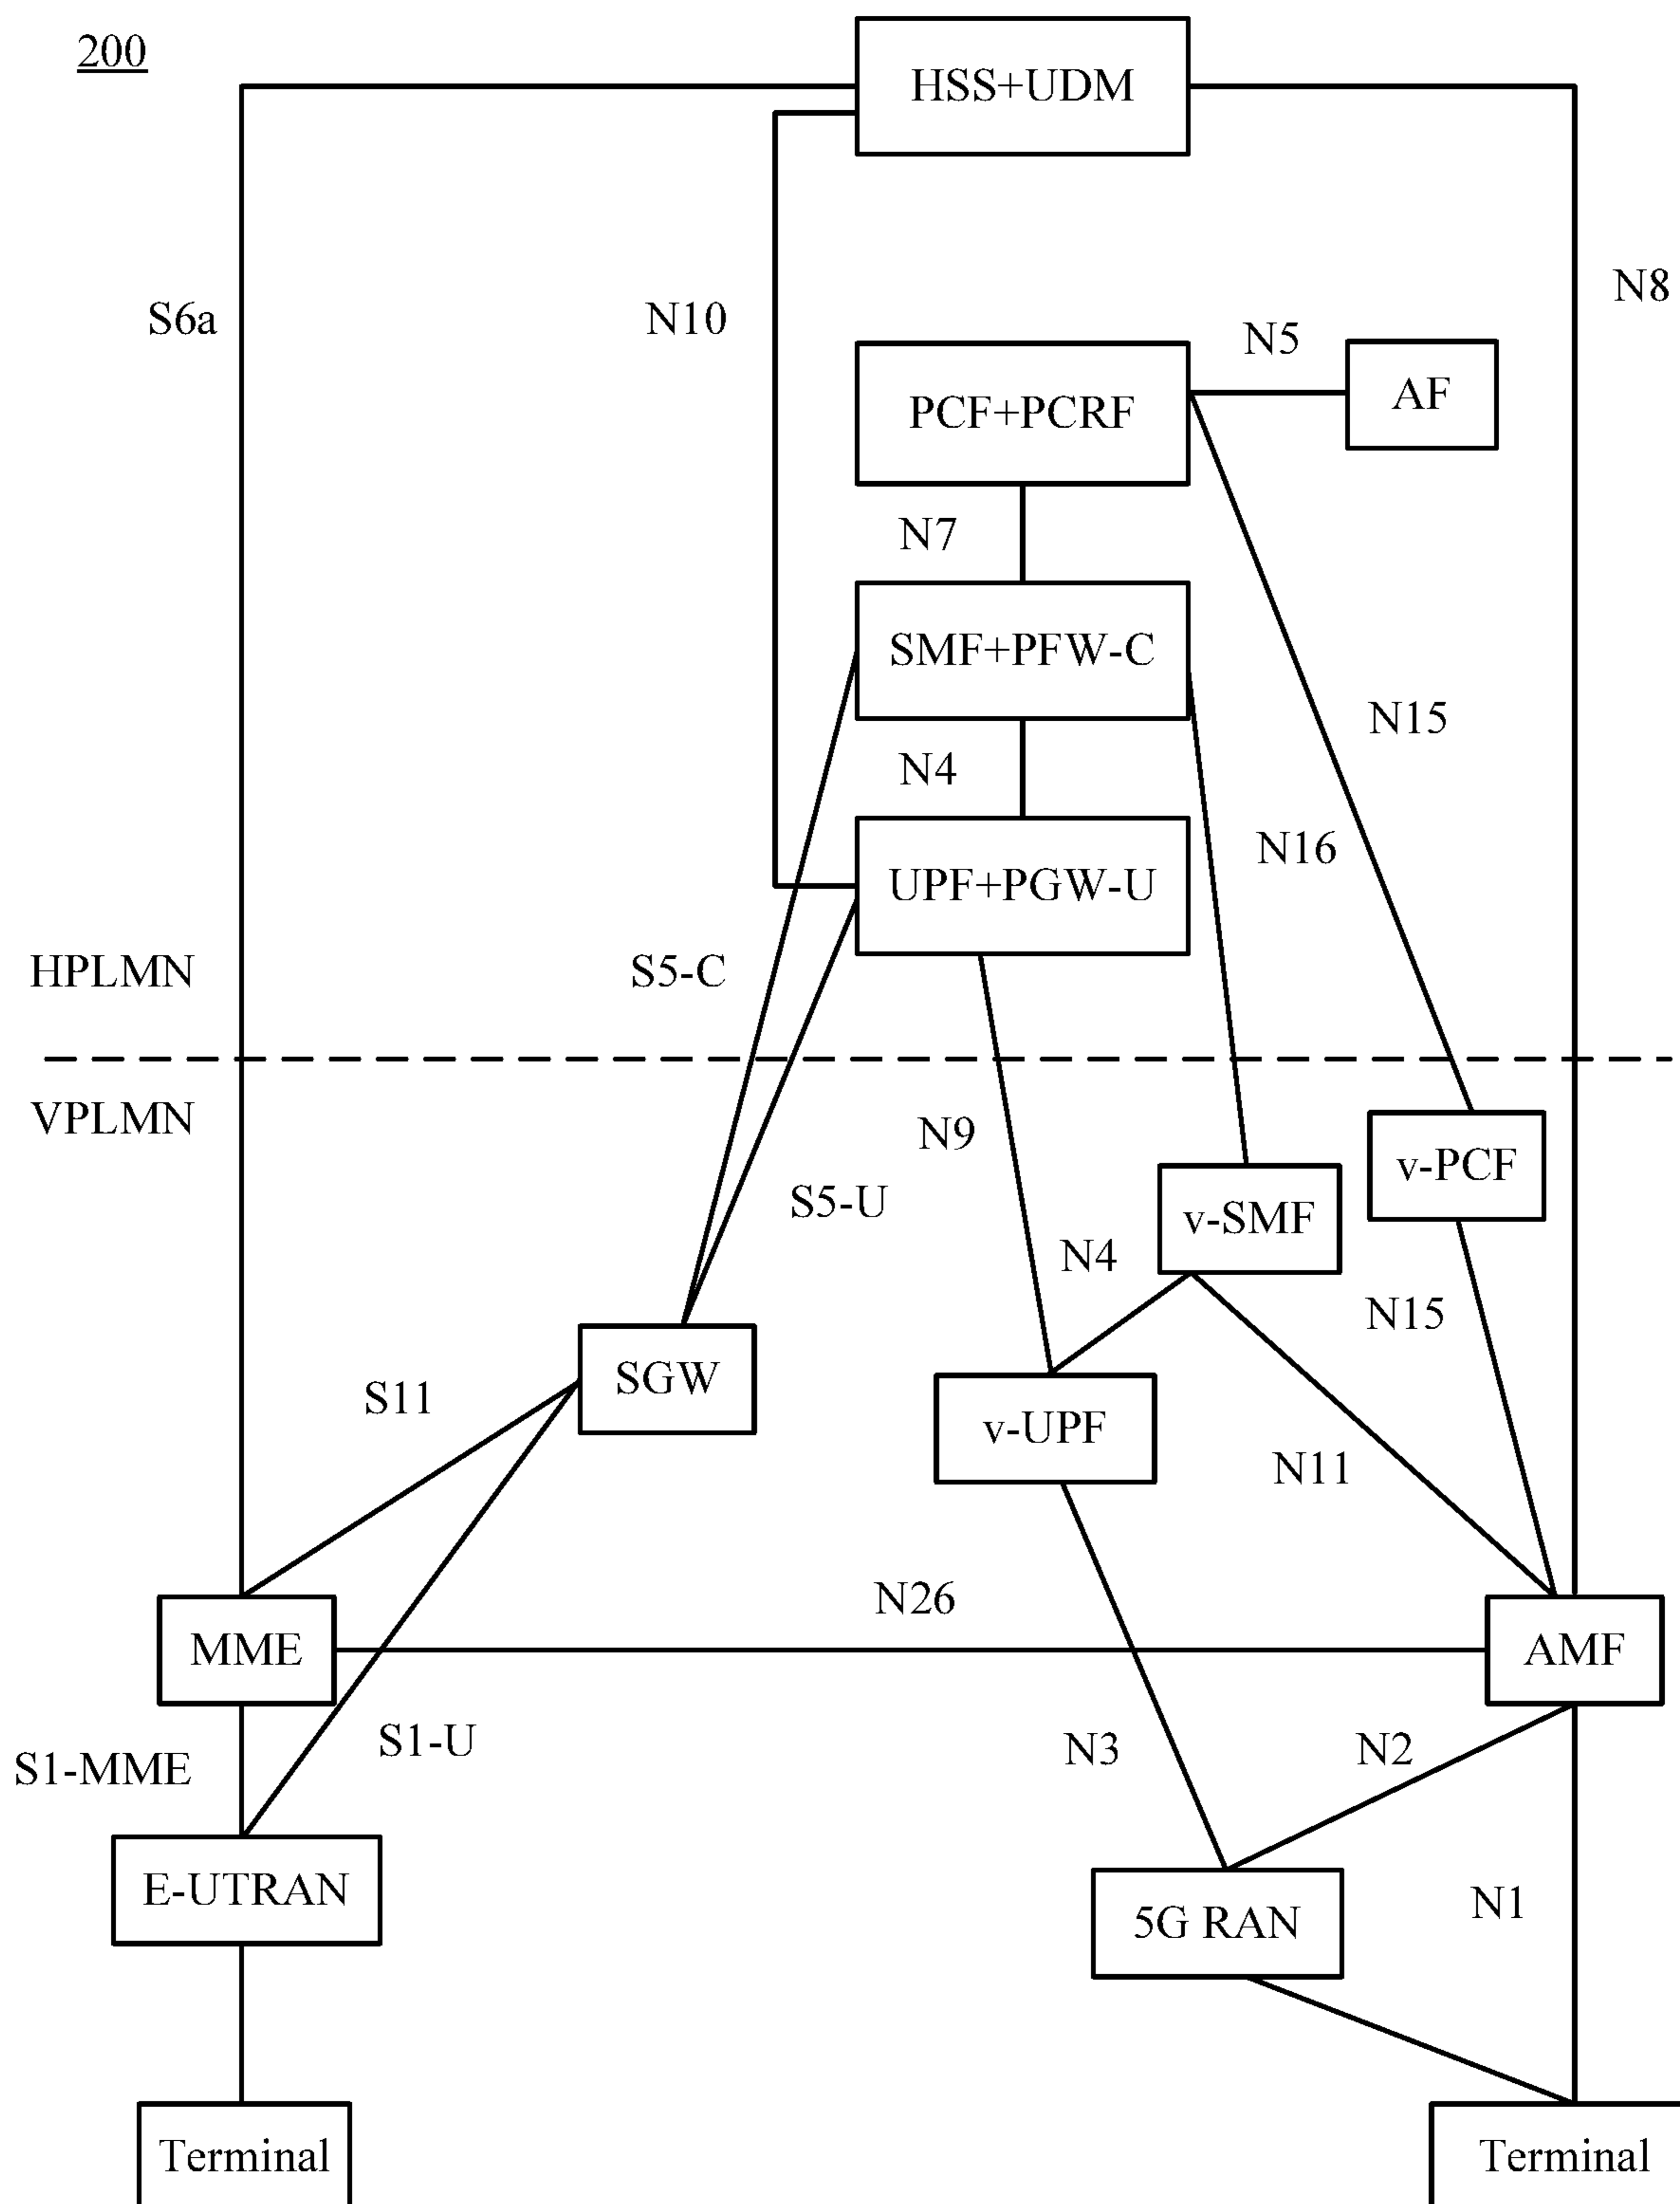 200
HSS+UDM
S6a
N10
N8
N5
AF
PCF+PCRF
N7
SMF+PFW-C
N15
N4
N16
UPF+PGW-U
HPLMN
S5-C
VPLMN
N9
v-PCF
S5-U
v-SMF
N4
N15
SGW
S11
v-UPF
N11
N26
MME
AMF
S1-U
N3
N2
S1-MME
E-UTRAN
N1
5G RAN
Terminal
Terminal